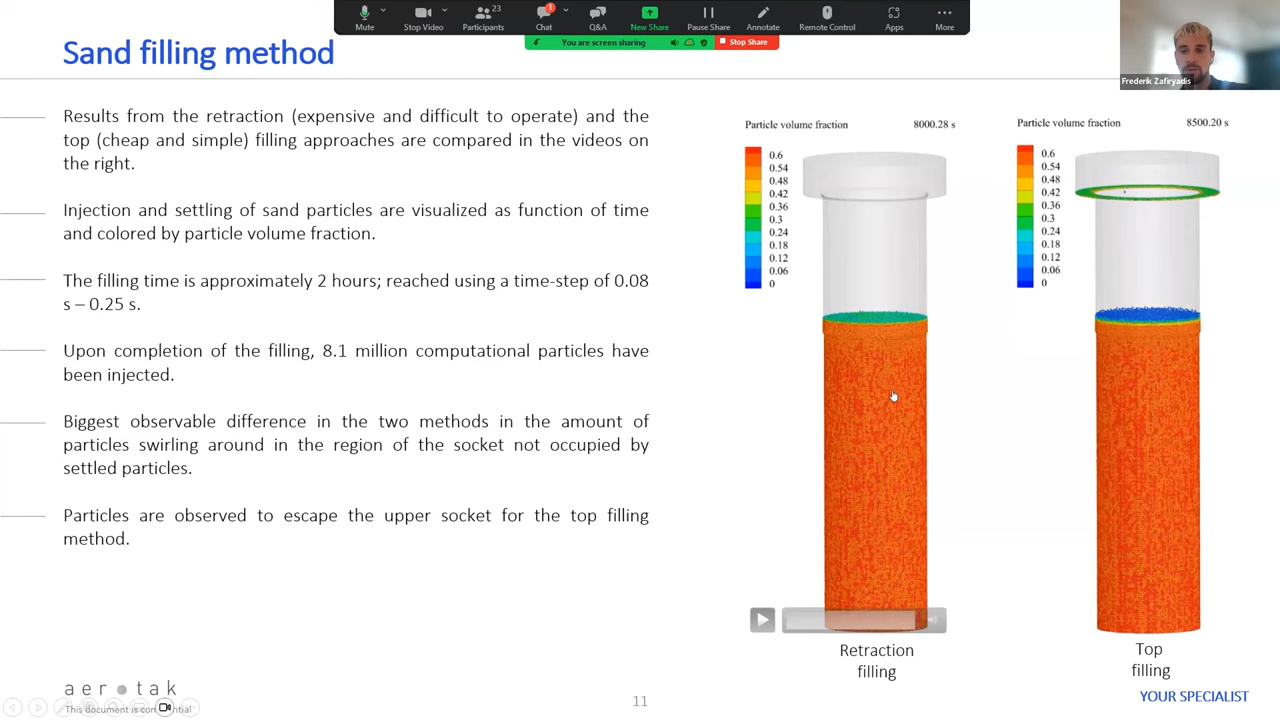 Mute
Stop Video
Participants
23
Chat
1
Q&A
New Share
Pause Share
Annotate
Remote Control
Apps
More
You are screen sharing
Stop Share
Frederik Zafiryadis
Sand filling method
Results from the retraction (expensive and difficult to operate) and the
top (cheap and simple) filling approaches are compared in the videos on
the right.
Injection and settling of sand particles are visualized as function of time
and colored by particle volume fraction.
The filling time is approximately 2 hours; reached using a time-step of 0.08
s – 0.25 s.
Upon completion of the filling, 8.1 million computational particles have
been injected.
Biggest observable difference in the two methods in the amount of
particles swirling around in the region of the socket not occupied by
settled particles.
Particles are observed to escape the upper socket for the top filling
method.
Particle volume fraction 8000.28 s
0.6
0.54
0.48
0.42
0.36
0.3
0.24
0.18
0.12
0.06
0
Retraction
filling
Particle volume fraction 8500.20 s
0.6
0.54
0.48
0.42
0.36
0.3
0.24
0.18
0.12
0.06
0
Top
filling
aerotak
This document is con ntial
11
YOUR SPECIALIST